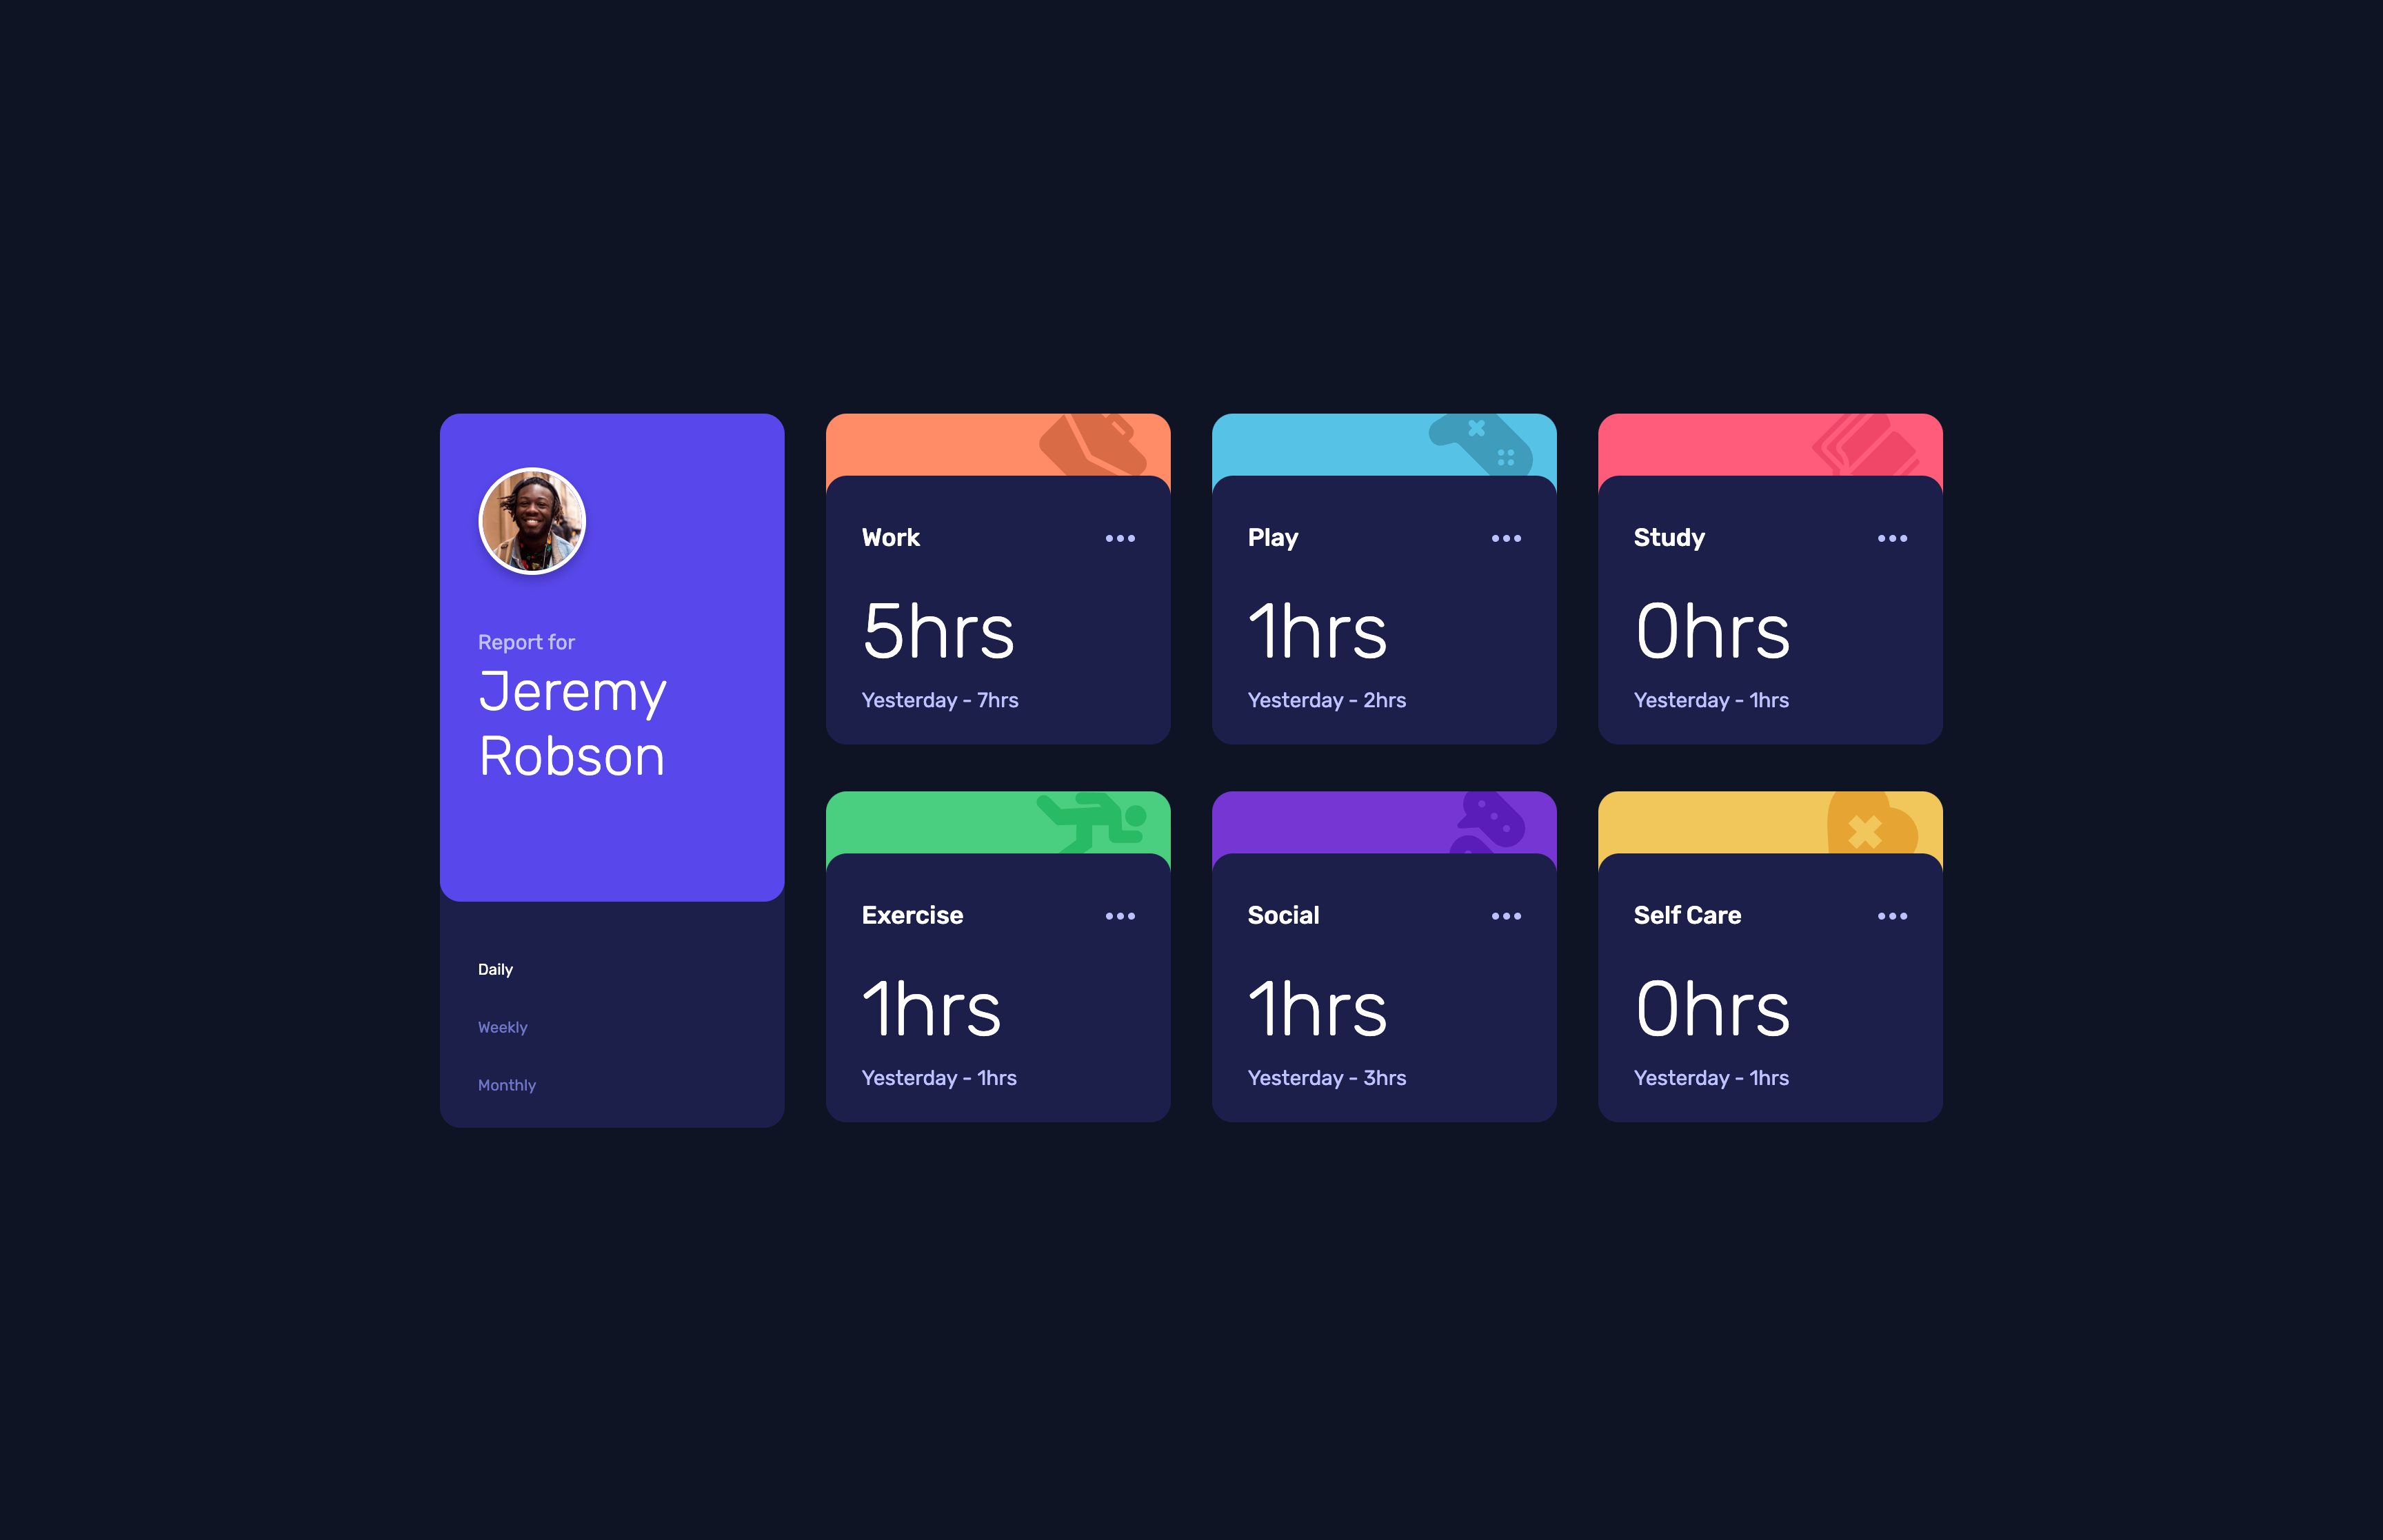 Report for
Jeremy
Robson
Daily
Weekly
Monthly
Work
5hrs
Yesterday - 7hrs
Play
1hrs
Yesterday - 2hrs
Study
0hrs
Yesterday - 1hrs
Exercise
1hrs
Yesterday - 1hrs
Social
1hrs
Yesterday - 3hrs
Self Care
0hrs
Yesterday - 1hrs